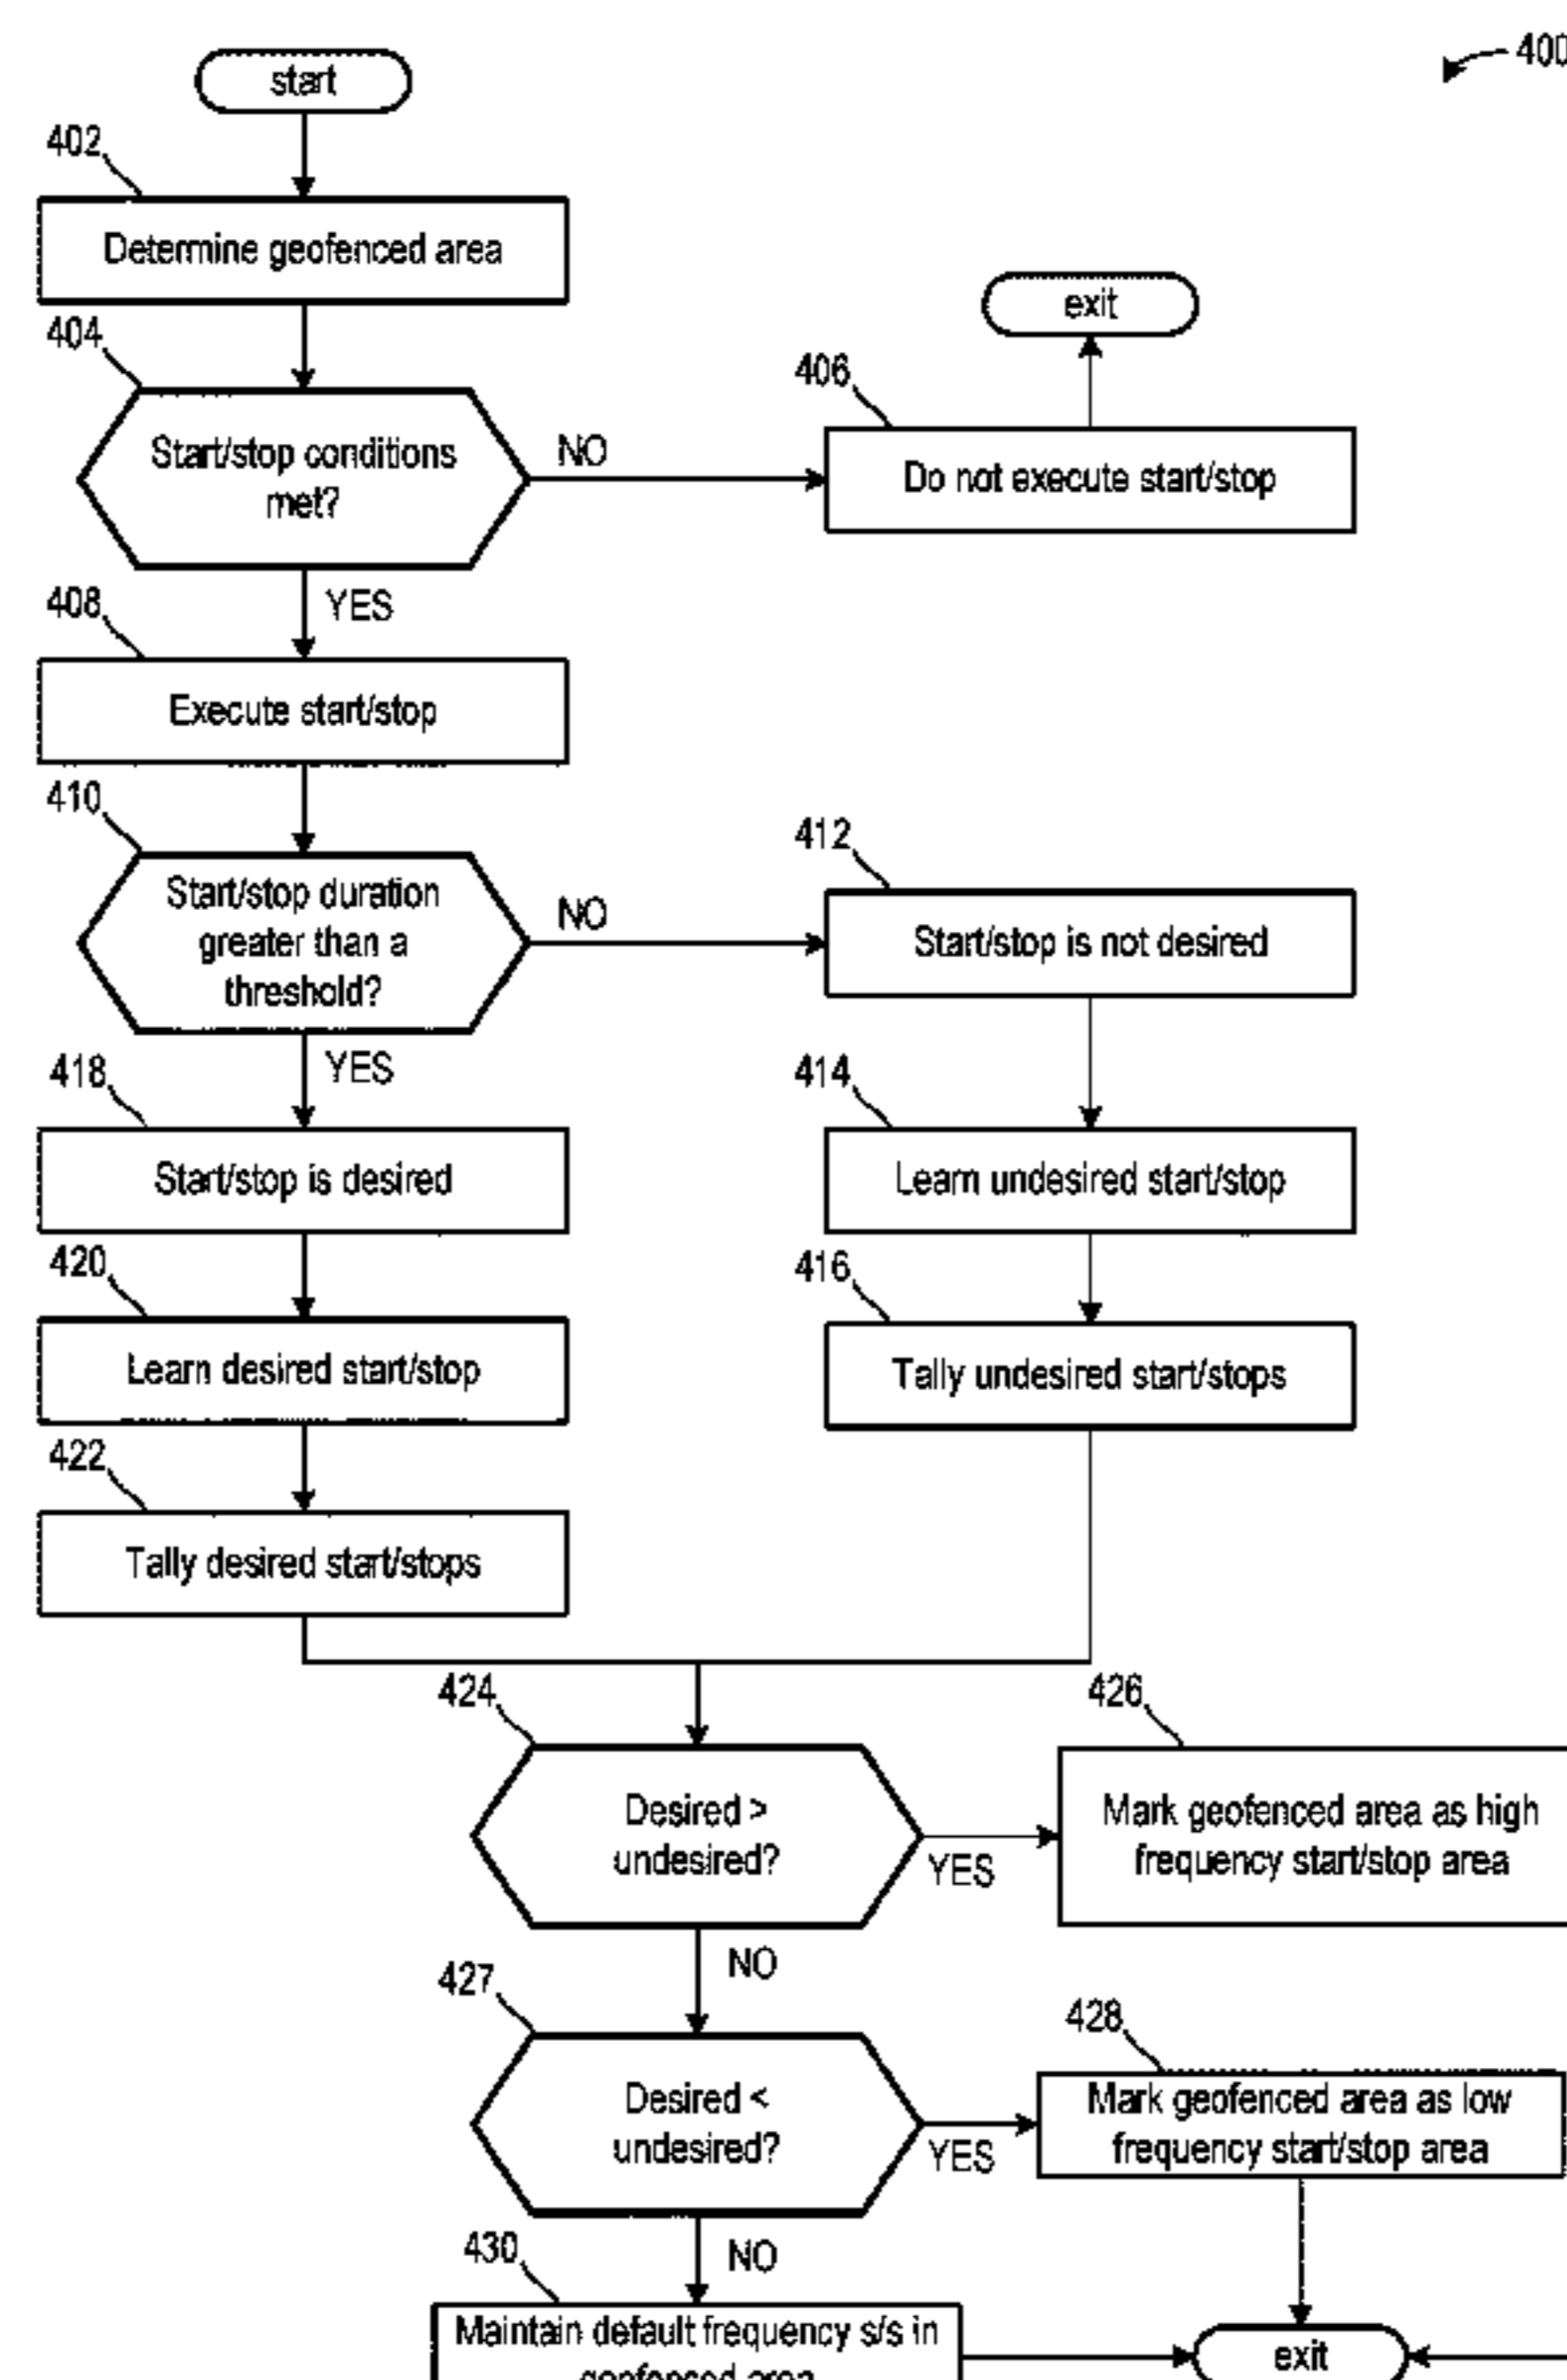 400
start
402
Determine geofenced area
404
Start/stop conditions
met?
NO
exit
406
Do not execute start/stop
YES
408
Execute start/stop
410
Start/stop duration
greater than a
threshold?
NO
412
Start/stop is not desired
YES
418
Start/stop is desired
414
Learn undesired start/stop
420
Learn desired start/stop
416
Tally undesired start/stops
422
Tally desired start/stops
424
Desired >
undesired?
YES
426
Mark geofenced area as high
frequency start/stop area
NO
427
Desired <
undesired?
YES
428
Mark geofenced area as low
frequency start/stop area
NO
430
Maintain default frequency s/s in
geofenced area
exit